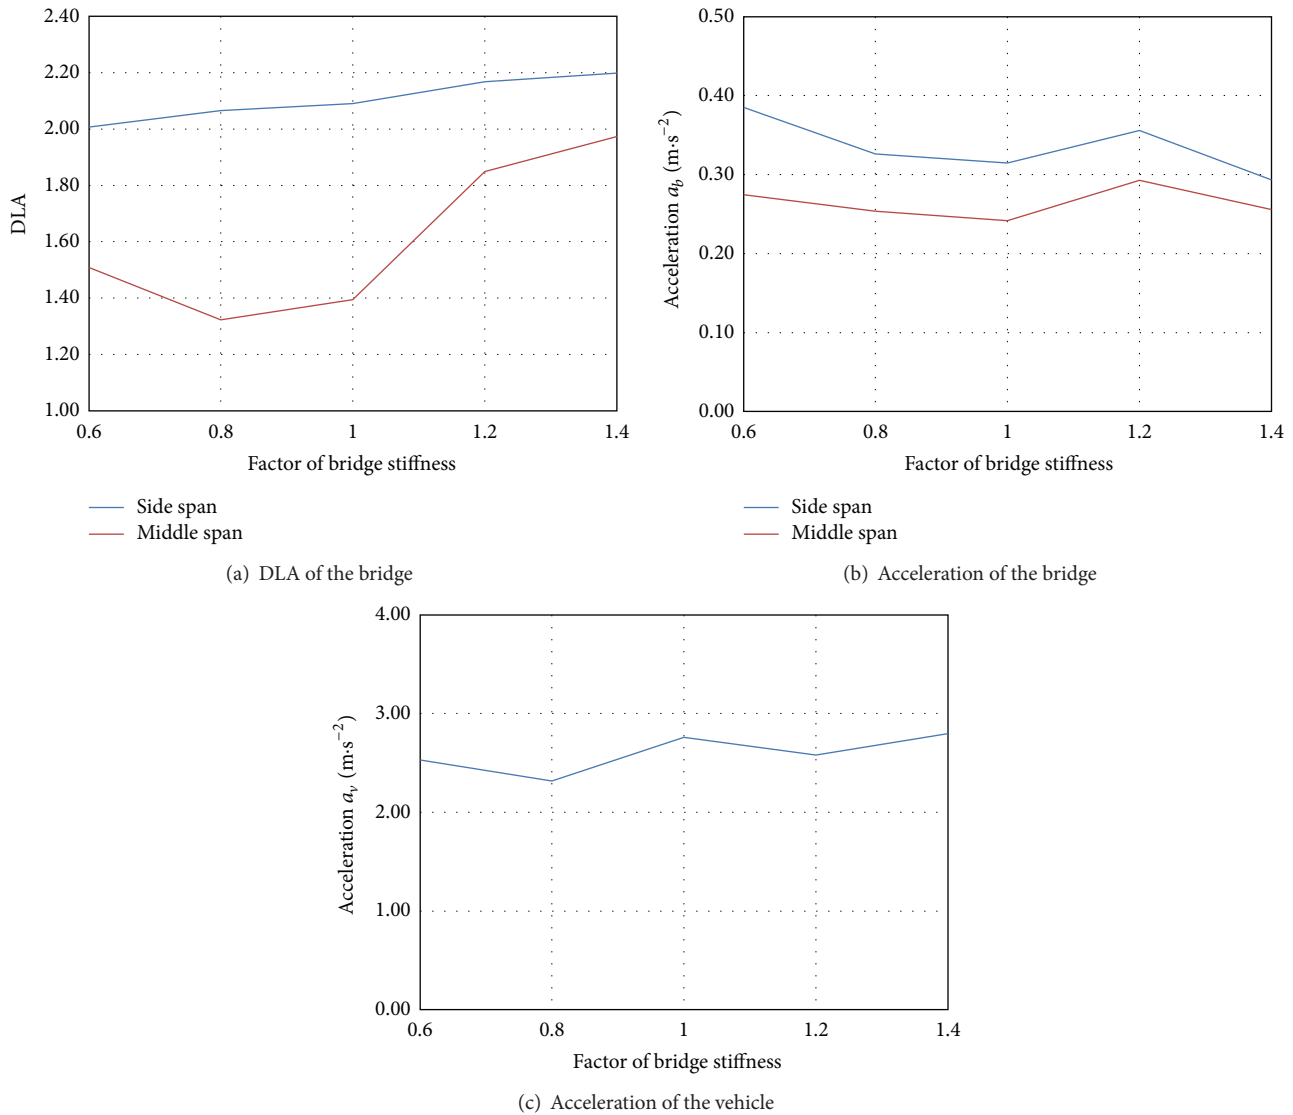 2.40
2.20
2.00
1.80
1.60
1.40
1.20
1.00
DLA
0.6 0.8 1 1.2 1.4
Factor of bridge stiffness
Side span
Middle span
(a) DLA of the bridge
0.50
0.40
0.30
0.20
0.10
0.00
Acceleration a_b (m·s⁻²)
0.6 0.8 1 1.2 1.4
Factor of bridge stiffness
Side span
Middle span
(b) Acceleration of the bridge
4.00
3.00
2.00
1.00
0.00
Acceleration a_v (m·s⁻²)
0.6 0.8 1 1.2 1.4
Factor of bridge stiffness
(c) Acceleration of the vehicle